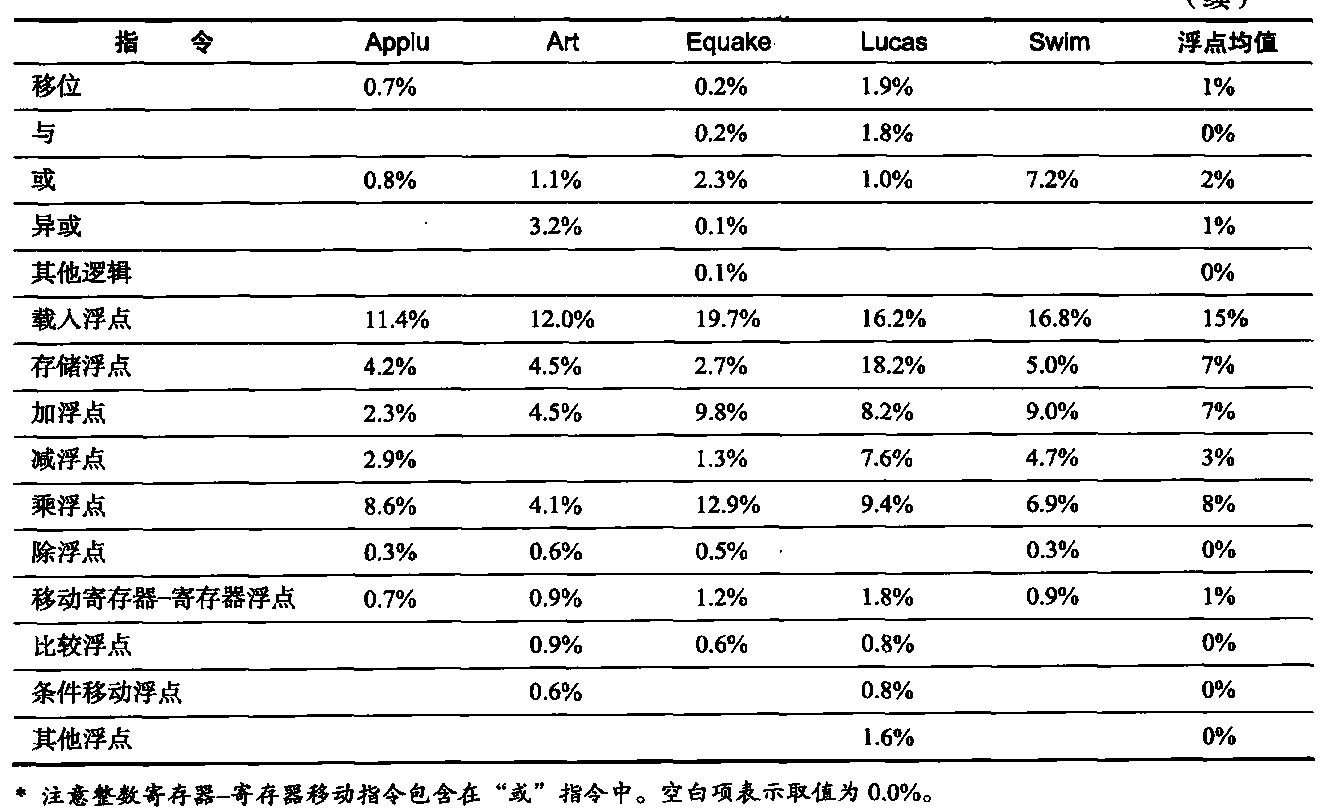 （续）
指 令 Appiu Art Equake Lucas Swim 浮点均值
移位 0.7% 0.2% 1.9% 1%
与 0.2% 1.8% 0%
或 0.8% 1.1% 2.3% 1.0% 7.2% 2%
异或 3.2% 0.1% 1%
其他逻辑 0.1% 0%
载入浮点 11.4% 12.0% 19.7% 16.2% 16.8% 15%
存储浮点 4.2% 4.5% 2.7% 18.2% 5.0% 7%
加浮点 2.3% 4.5% 9.8% 8.2% 9.0% 7%
减浮点 2.9% 1.3% 7.6% 4.7% 3%
乘浮点 8.6% 4.1% 12.9% 9.4% 6.9% 8%
除浮点 0.3% 0.6% 0.5% 0.3% 0%
移动寄存器–寄存器浮点 0.7% 0.9% 1.2% 1.8% 0.9% 1%
比较浮点 0.9% 0.6% 0.8% 0%
条件移动浮点 0.6% 0.8% 0%
其他浮点 1.6% 0%
* 注意整数寄存器–寄存器移动指令包含在“或”指令中。空白项表示取值为 0.0%。